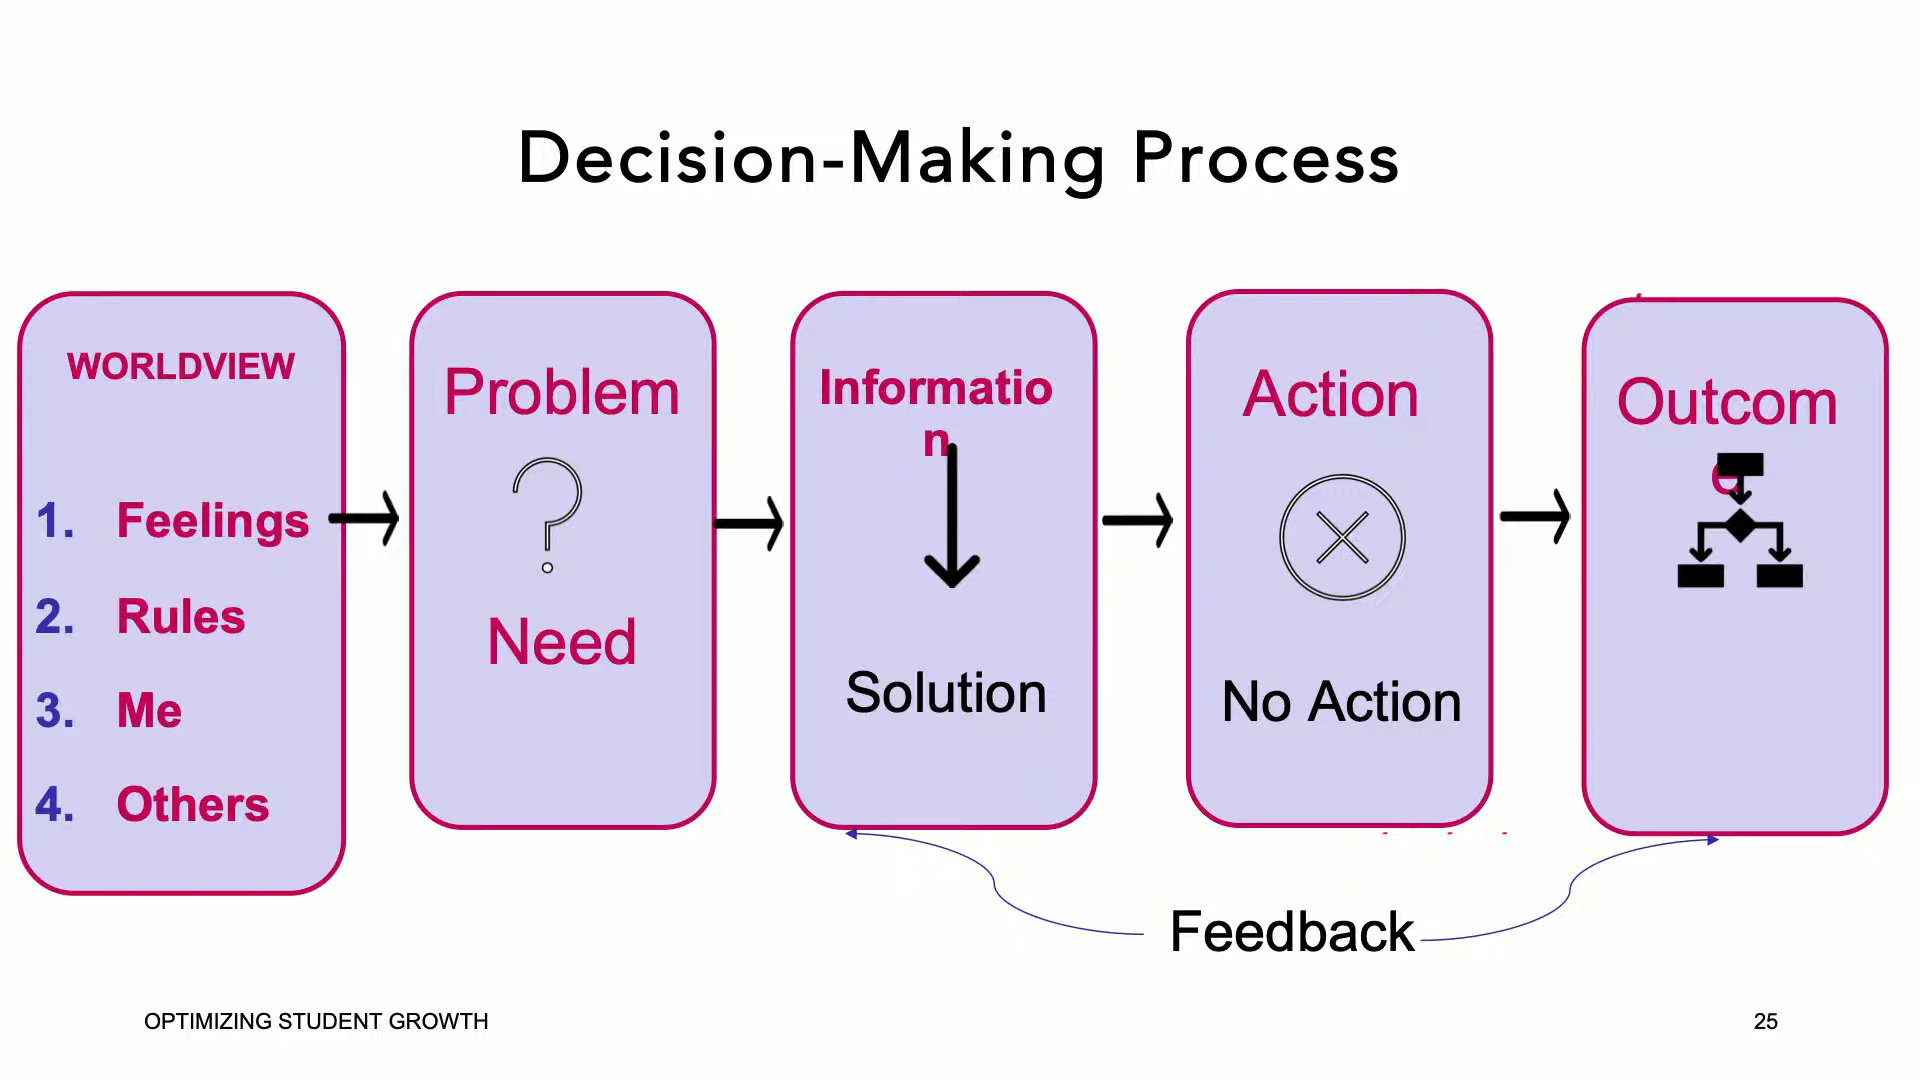 Decision-Making Process
WORLDVIEW
1. Feelings
2. Rules
3. Me
4. Others
Problem
Need
Informatio
n
Solution
Action
No Action
Outcom
e
Feedback
OPTIMIZING STUDENT GROWTH
25